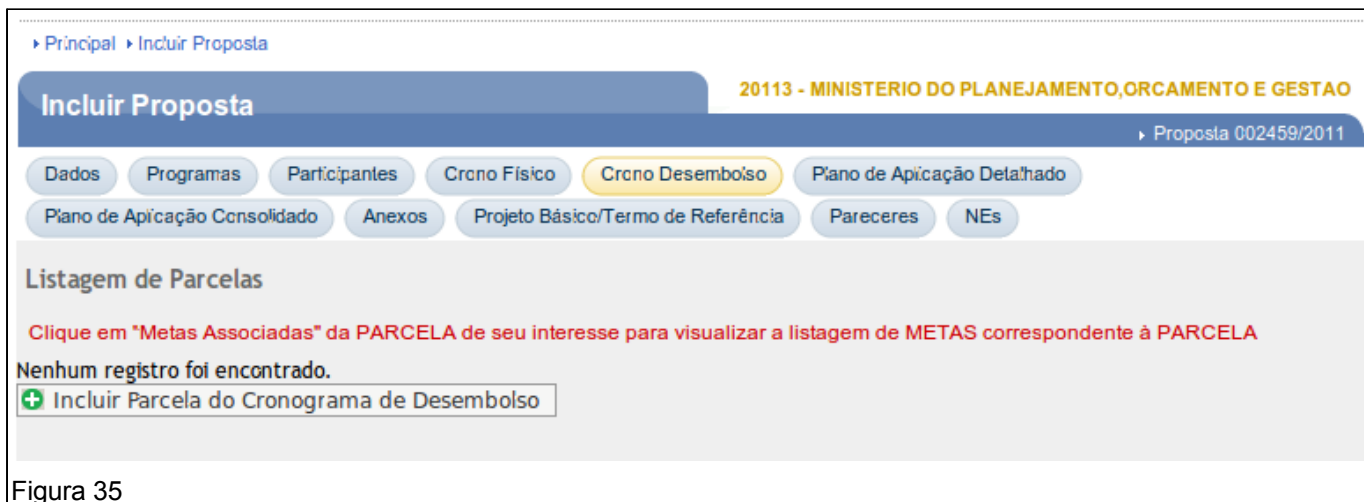 Principal Incluir Proposta
Incluir Proposta
20113 - MINISTERIO DO PLANEJAMENTO,ORCAMENTO E GESTAO
Proposta 002459/2011
Dados Programas Participantes Crono Físico Crono Desembolso Plano de Aplicação Detalhado
Plano de Aplicação Consolidado Anexos Projeto Básico/Termo de Referência Pareceres NEs
Listagem de Parcelas
Clique em "Metas Associadas" da PARCELA de seu interesse para visualizar a listagem de METAS correspondente à PARCELA
Nenhum registro foi encontrado.
Incluir Parcela do Cronograma de Desembolso
Figura 35